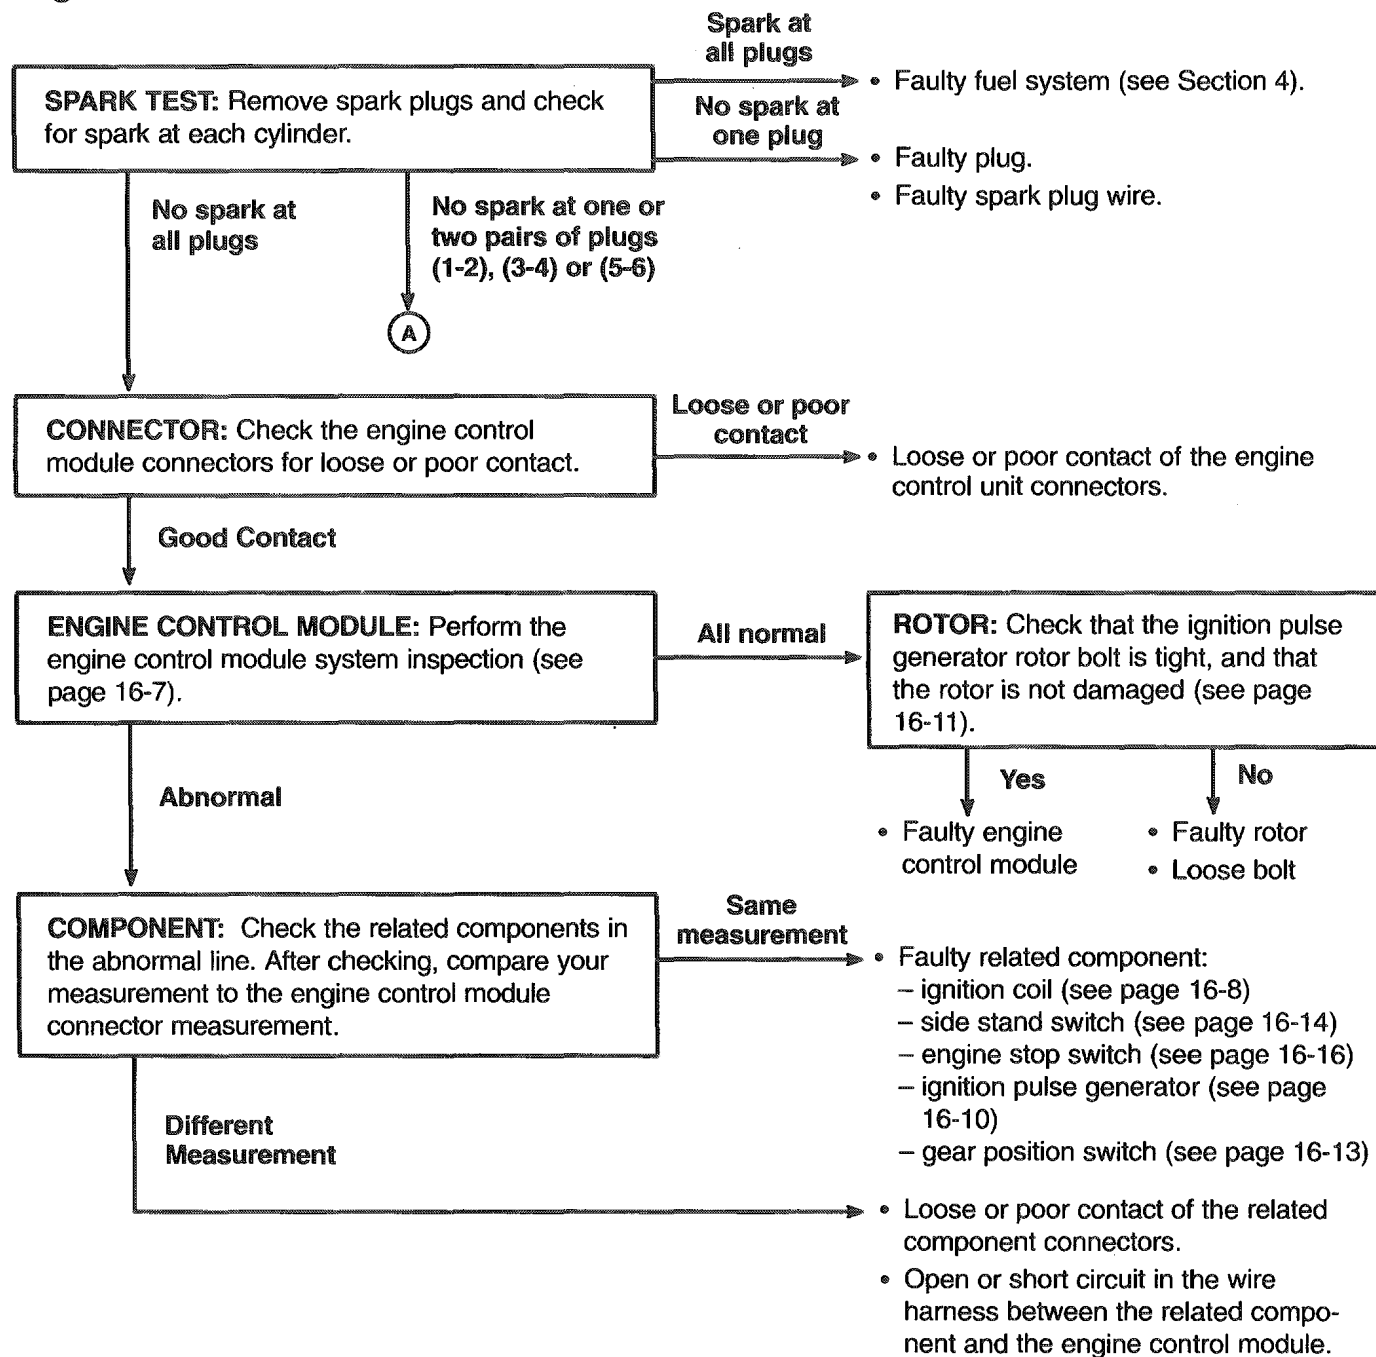 Spark at
all plugs
SPARK TEST: Remove spark plugs and check
for spark at each cylinder.
• Faulty fuel system (see Section 4).
No spark at
one plug
• Faulty plug.
• Faulty spark plug wire.
No spark at
all plugs
No spark at one or
two pairs of plugs
(1-2), (3-4) or (5-6)
A
CONNECTOR: Check the engine control
module connectors for loose or poor contact.
Loose or poor
contact
• Loose or poor contact of the engine
control unit connectors.
Good Contact
ENGINE CONTROL MODULE: Perform the
engine control module system inspection (see
page 16-7).
All normal
ROTOR: Check that the ignition pulse
generator rotor bolt is tight, and that
the rotor is not damaged (see page
16-11).
Yes
No
• Faulty engine
control module
• Faulty rotor
• Loose bolt
Abnormal
COMPONENT: Check the related components in
the abnormal line. After checking, compare your
measurement to the engine control module
connector measurement.
Same
measurement
• Faulty related component:
– ignition coil (see page 16-8)
– side stand switch (see page 16-14)
– engine stop switch (see page 16-16)
– ignition pulse generator (see page
16-10)
– gear position switch (see page 16-13)
Different
Measurement
• Loose or poor contact of the related
component connectors.
• Open or short circuit in the wire
harness between the related compo-
nent and the engine control module.